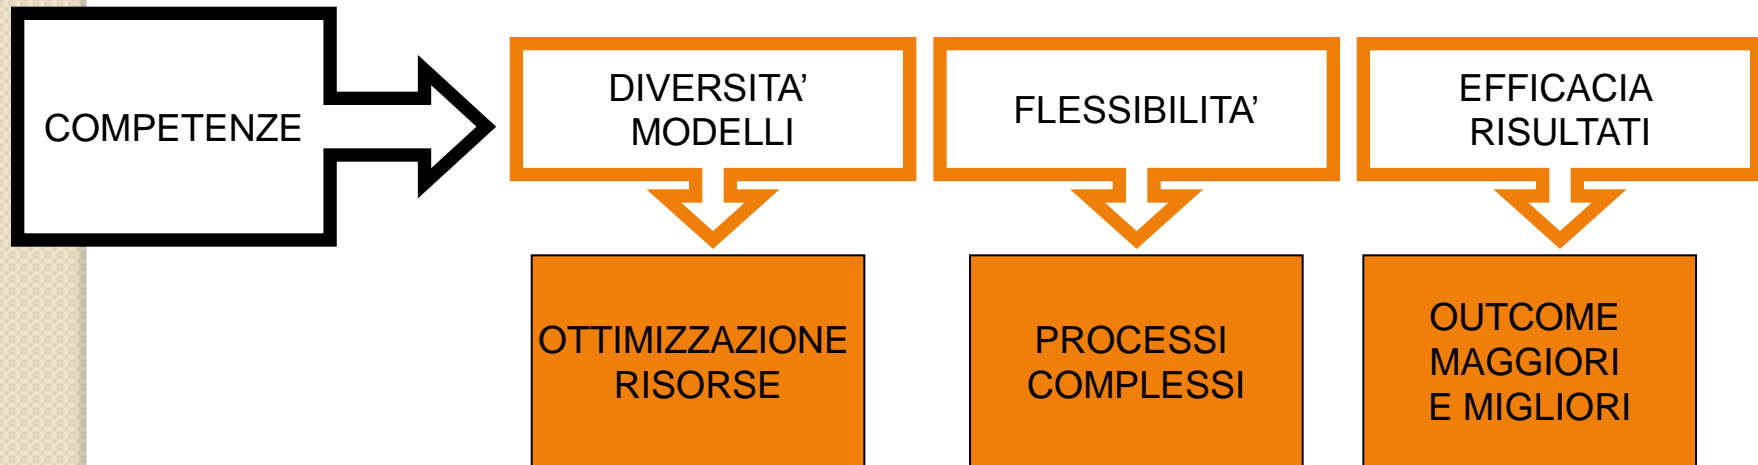 COMPETENZE
DIVERSITA’
MODELLI
FLESSIBILITA’
EFFICACIA
RISULTATI
OTTIMIZZAZIONE
RISORSE
PROCESSI
COMPLESSI
OUTCOME
MAGGIORI
E MIGLIORI